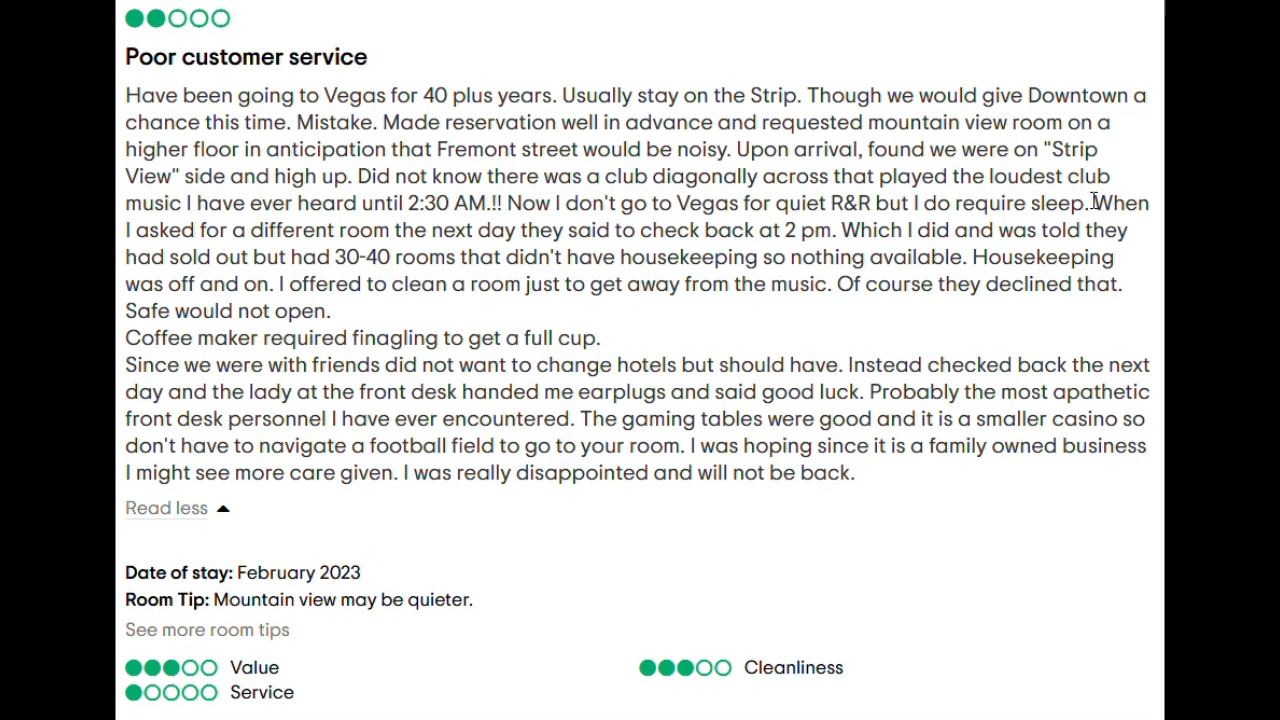 Poor customer service
Have been going to Vegas for 40 plus years. Usually stay on the Strip. Though we would give Downtown a
chance this time. Mistake. Made reservation well in advance and requested mountain view room on a
higher floor in anticipation that Fremont street would be noisy. Upon arrival, found we were on "Strip
View" side and high up. Did not know there was a club diagonally across that played the loudest club
music I have ever heard until 2:30 AM.!! Now I don't go to Vegas for quiet R&R but I do require sleep. When
I asked for a different room the next day they said to check back at 2 pm. Which I did and was told they
had sold out but had 30-40 rooms that didn't have housekeeping so nothing available. Housekeeping
was off and on. I offered to clean a room just to get away from the music. Of course they declined that.
Safe would not open.
Coffee maker required finagling to get a full cup.
Since we were with friends did not want to change hotels but should have. Instead checked back the next
day and the lady at the front desk handed me earplugs and said good luck. Probably the most apathetic
front desk personnel I have ever encountered. The gaming tables were good and it is a smaller casino so
don't have to navigate a football field to go to your room. I was hoping since it is a family owned business
I might see more care given. I was really disappointed and will not be back.
Read less
Date of stay: February 2023
Room Tip: Mountain view may be quieter.
See more room tips
Value
Cleanliness
Service